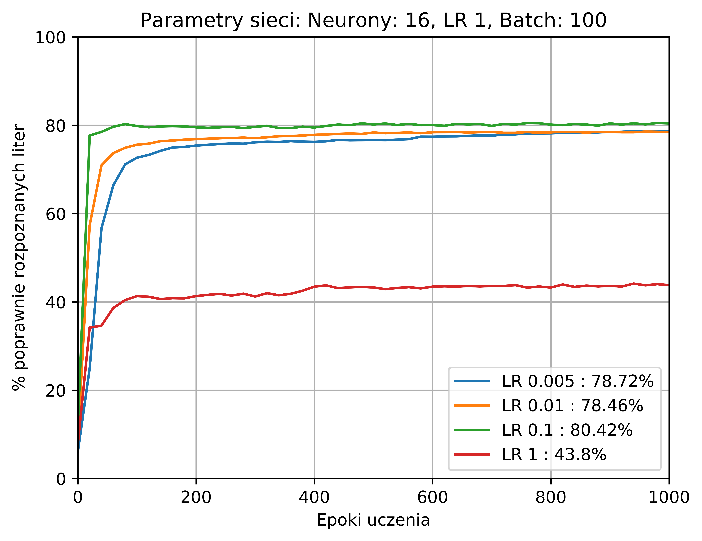 Parametry sieci: Neurony: 16, LR 1, Batch: 100
100
80
60
40
20
0
% poprawnie rozpoznanych liter
LR 0.005 : 78.72%
LR 0.01 : 78.46%
LR 0.1 : 80.42%
LR 1 : 43.8%
0 200 400 600 800 1000
Epoki uczenia